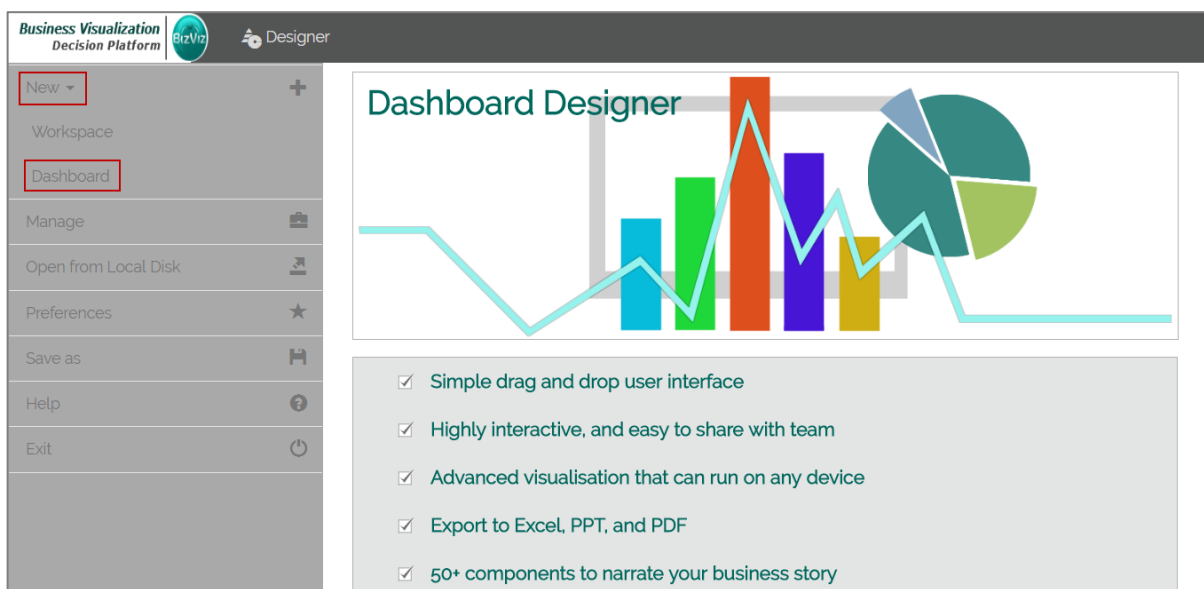 Business Visualization
Decision Platform
BizViz
Designer
New
Workspace
Dashboard
Manage
Open from Local Disk
Preferences
Save as
Help
Exit
Dashboard Designer
Simple drag and drop user interface
Highly interactive, and easy to share with team
Advanced visualisation that can run on any device
Export to Excel, PPT, and PDF
50+ components to narrate your business story